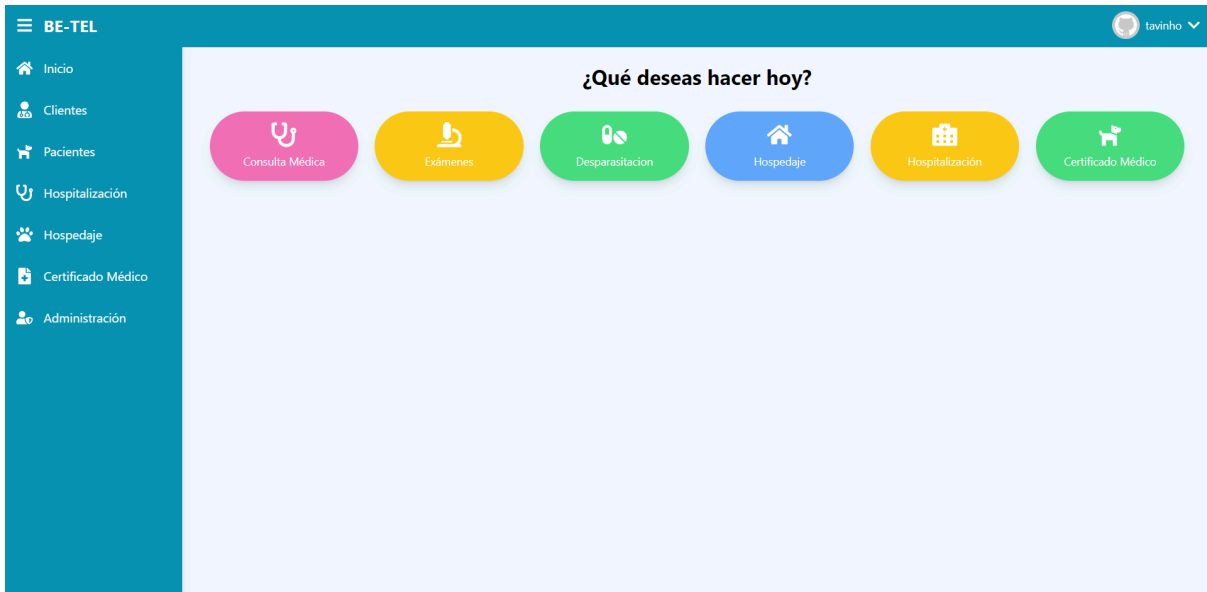 BE-TEL
tavinho
Inicio
Clientes
Pacientes
Hospitalización
Hospedaje
Certificado Médico
Administración
¿Qué deseas hacer hoy?
Consulta Médica
Exámenes
Desparasitacion
Hospedaje
Hospitalización
Certificado Médico